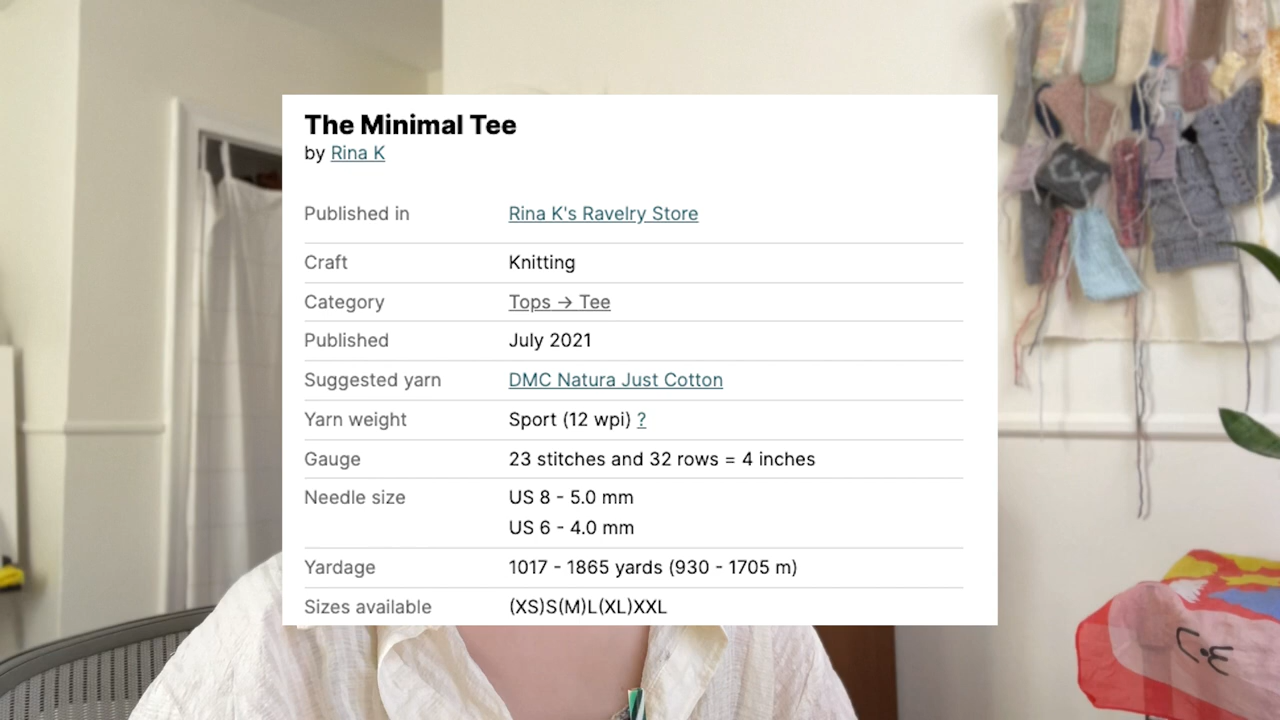 The Minimal Tee
by Rina K
Published in Rina K's Ravelry Store
Craft Knitting
Category Tops → Tee
Published July 2021
Suggested yarn DMC Natura Just Cotton
Yarn weight Sport (12 wpi) ?
Gauge 23 stitches and 32 rows = 4 inches
Needle size US 8 - 5.0 mm
US 6 - 4.0 mm
Yardage 1017 - 1865 yards (930 - 1705 m)
Sizes available (XS)S(M)L(XL)XXL